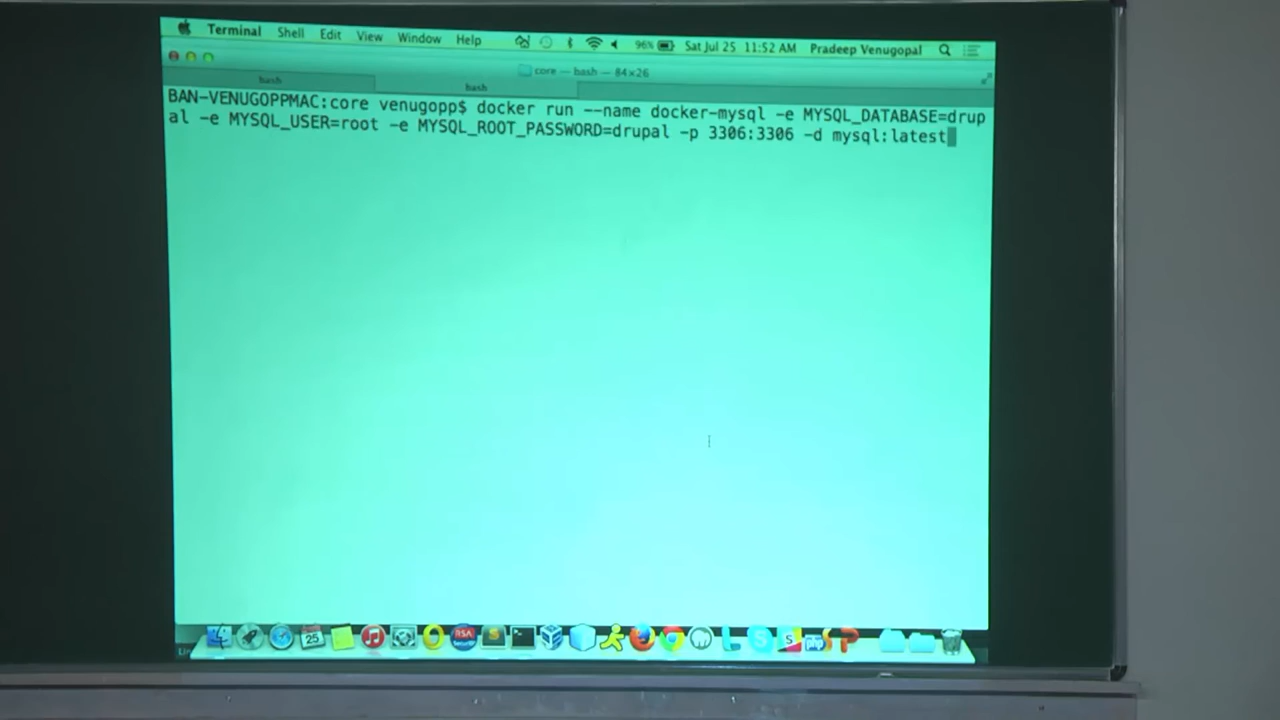 Terminal Shell Edit View Window Help 96% Sat Jul 25 11:52 AM Pradeep Venugopal
core — bash — 84×26
bash
bash
BAN-VENUGOPPMAC:core venugopp$ docker run --name docker-mysql -e MYSQL_DATABASE=drup
al -e MYSQL_USER=root -e MYSQL_ROOT_PASSWORD=drupal -p 3306:3306 -d mysql:latest
25
RSA